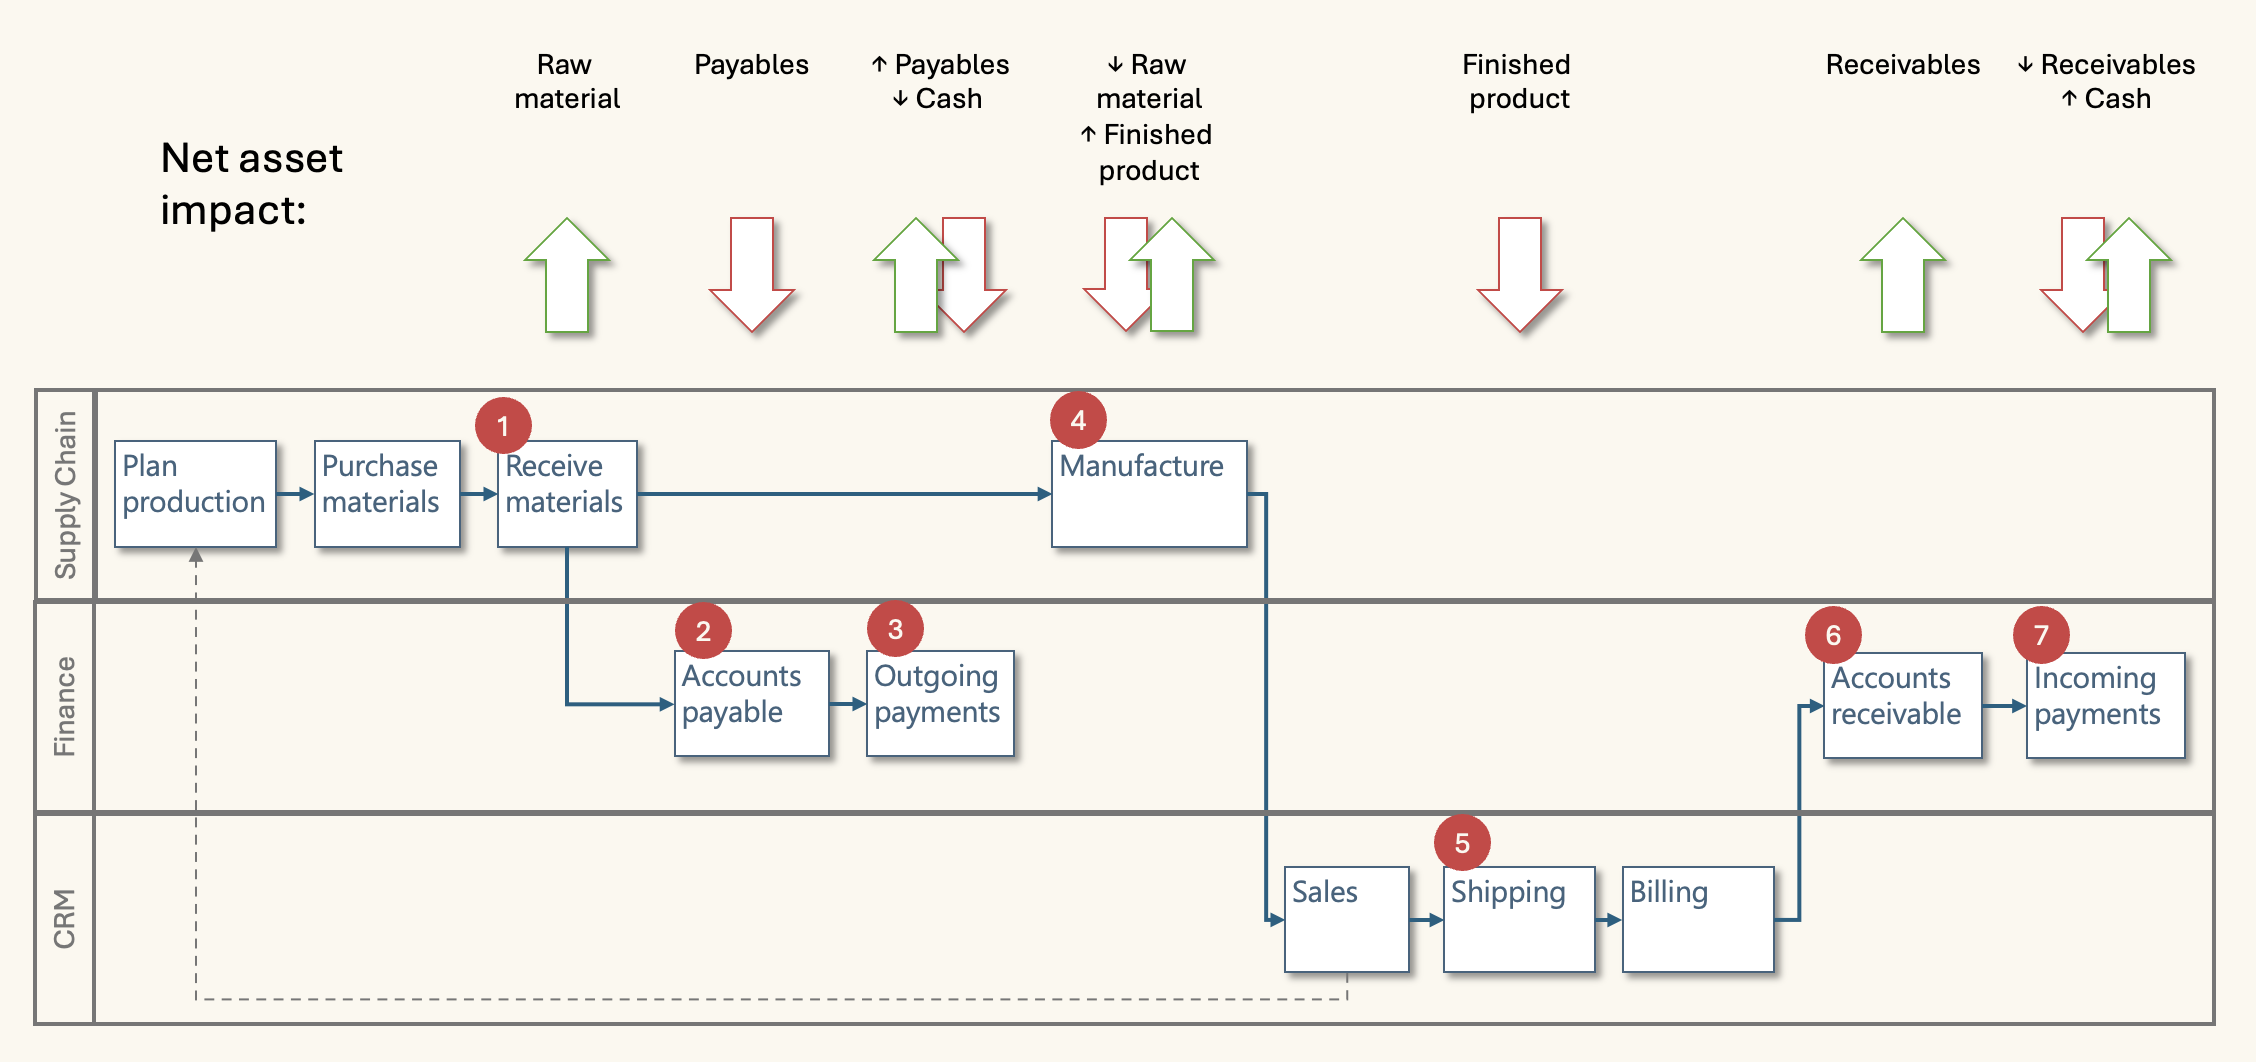 Raw
material
Payables
↑ Payables
↓ Cash
↓ Raw
material
↑ Finished
product
Finished
product
Receivables
↓ Receivables
↑ Cash
Net asset
impact:
Supply Chain
Plan
production
Purchase
materials
1
Receive
materials
4
Manufacture
Finance
2
Accounts
payable
3
Outgoing
payments
6
Accounts
receivable
7
Incoming
payments
CRM
Sales
5
Shipping
Billing